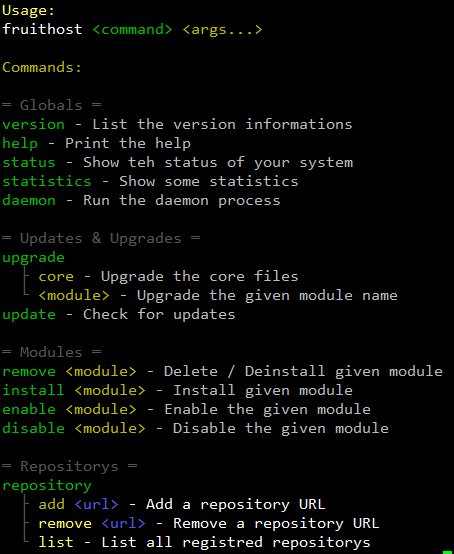 Usage:
fruithost <command> <args...>
Commands:
= Globals =
version - List the version informations
help - Print the help
status - Show teh status of your system
statistics - Show some statistics
daemon - Run the daemon process
= Updates & Upgrades =
upgrade
├ core - Upgrade the core files
└ <module> - Upgrade the given module name
update - Check for updates
= Modules =
remove <module> - Delete / Deinstall given module
install <module> - Install given module
enable <module> - Enable the given module
disable <module> - Disable the given module
= Repositorys =
repository
├ add <url> - Add a repository URL
├ remove <url> - Remove a repository URL
└ list - List all registred repositorys